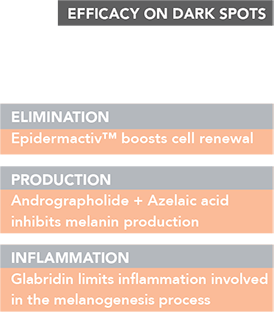 EFFICACY ON DARK SPOTS
ELIMINATION
Epidermactiv™ boosts cell renewal
PRODUCTION
Andrographolide + Azelaic acid
inhibits melanin production
INFLAMMATION
Glabridin limits inflammation involved
in the melanogenesis process